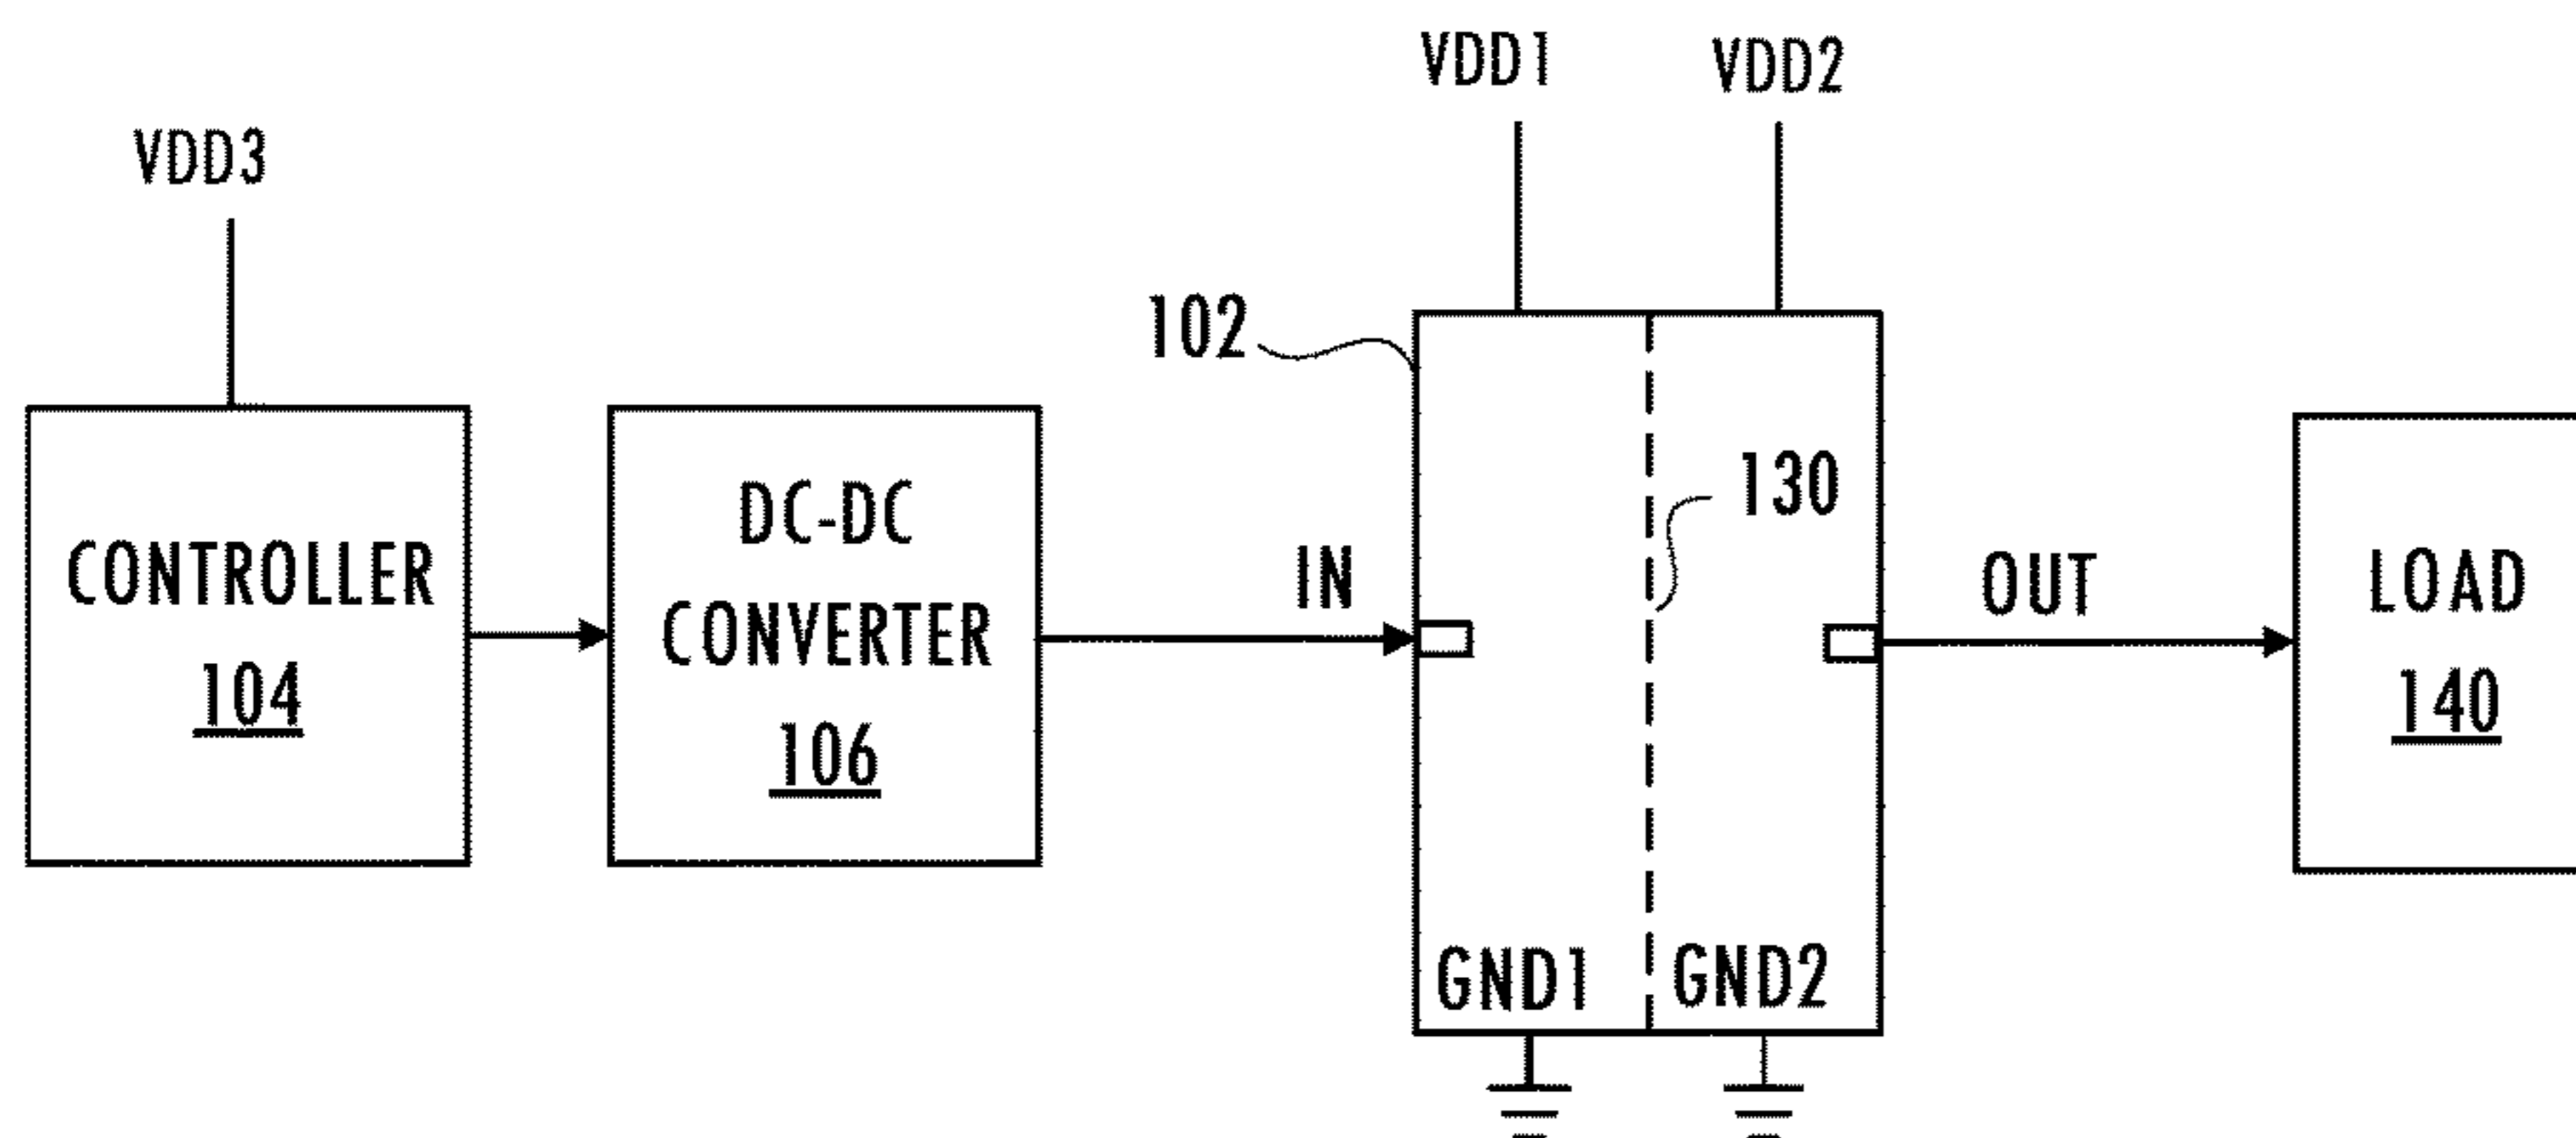 VDD1
VDD2
VDD3
102
130
CONTROLLER
104
DC-DC
CONVERTER
106
IN
OUT
LOAD
140
GND1
GND2